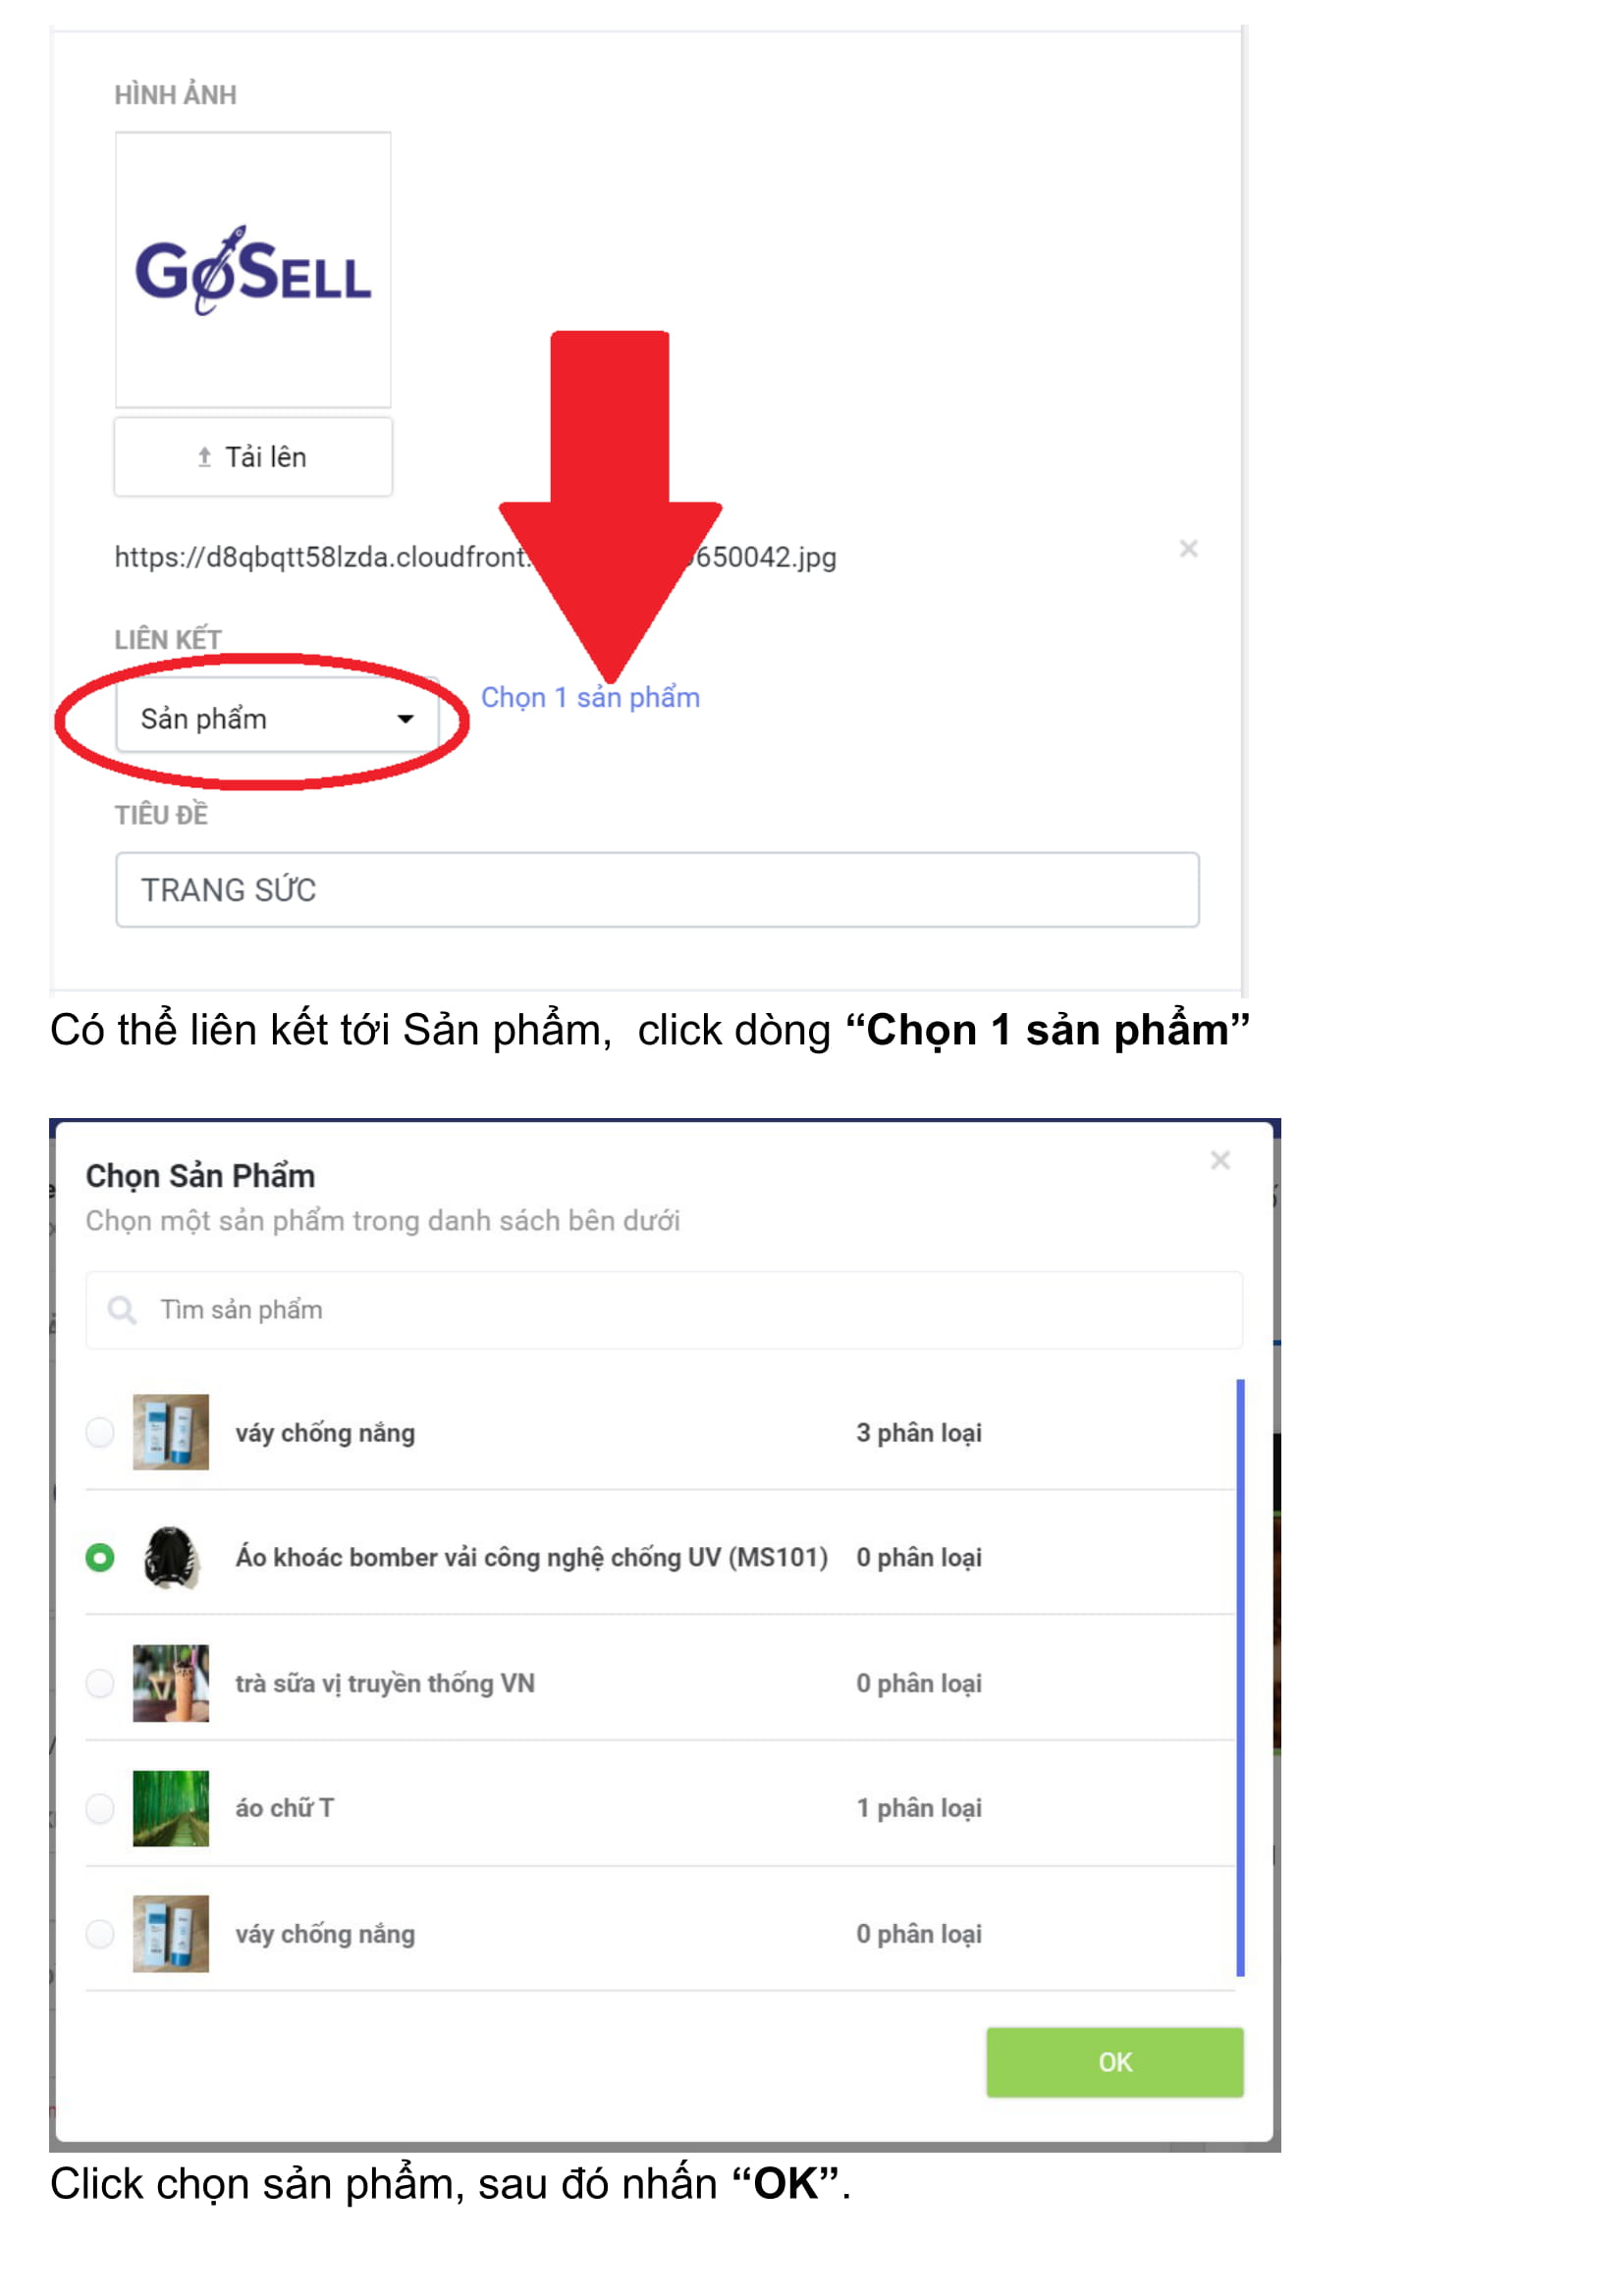 HÌNH ẢNH
GOSELL
Tải lên
https://d8qbqtt58lzda.cloudfront. 650042.jpg
LIÊN KẾT
Sản phẩm
Chọn 1 sản phẩm
TIÊU ĐỀ
TRANG SỨC
Có thể liên kết tới Sản phẩm, click dòng “Chọn 1 sản phẩm”
Chọn Sản Phẩm
Chọn một sản phẩm trong danh sách bên dưới
Tìm sản phẩm
váy chống nắng 3 phân loại
Áo khoác bomber vải công nghệ chống UV (MS101) 0 phân loại
trà sữa vị truyền thống VN 0 phân loại
áo chữ T 1 phân loại
váy chống nắng 0 phân loại
OK
Click chọn sản phẩm, sau đó nhấn “OK”.